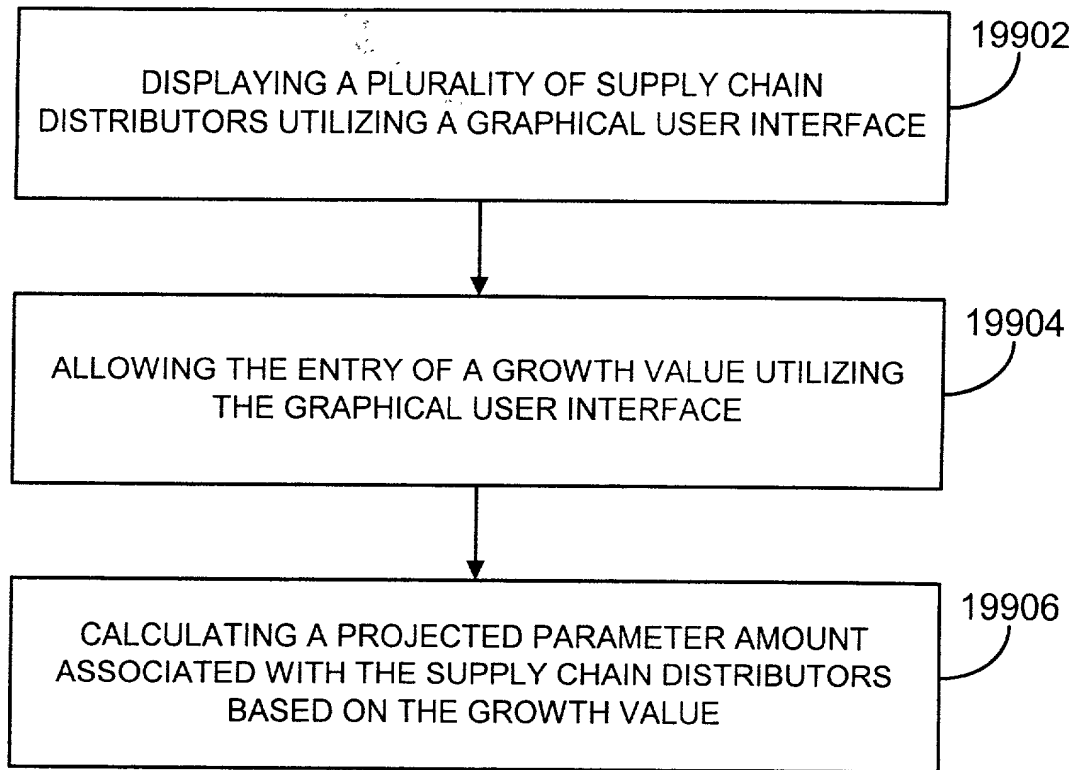 19902
DISPLAYING A PLURALITY OF SUPPLY CHAIN
DISTRIBUTORS UTILIZING A GRAPHICAL USER INTERFACE
19904
ALLOWING THE ENTRY OF A GROWTH VALUE UTILIZING
THE GRAPHICAL USER INTERFACE
19906
CALCULATING A PROJECTED PARAMETER AMOUNT
ASSOCIATED WITH THE SUPPLY CHAIN DISTRIBUTORS
BASED ON THE GROWTH VALUE